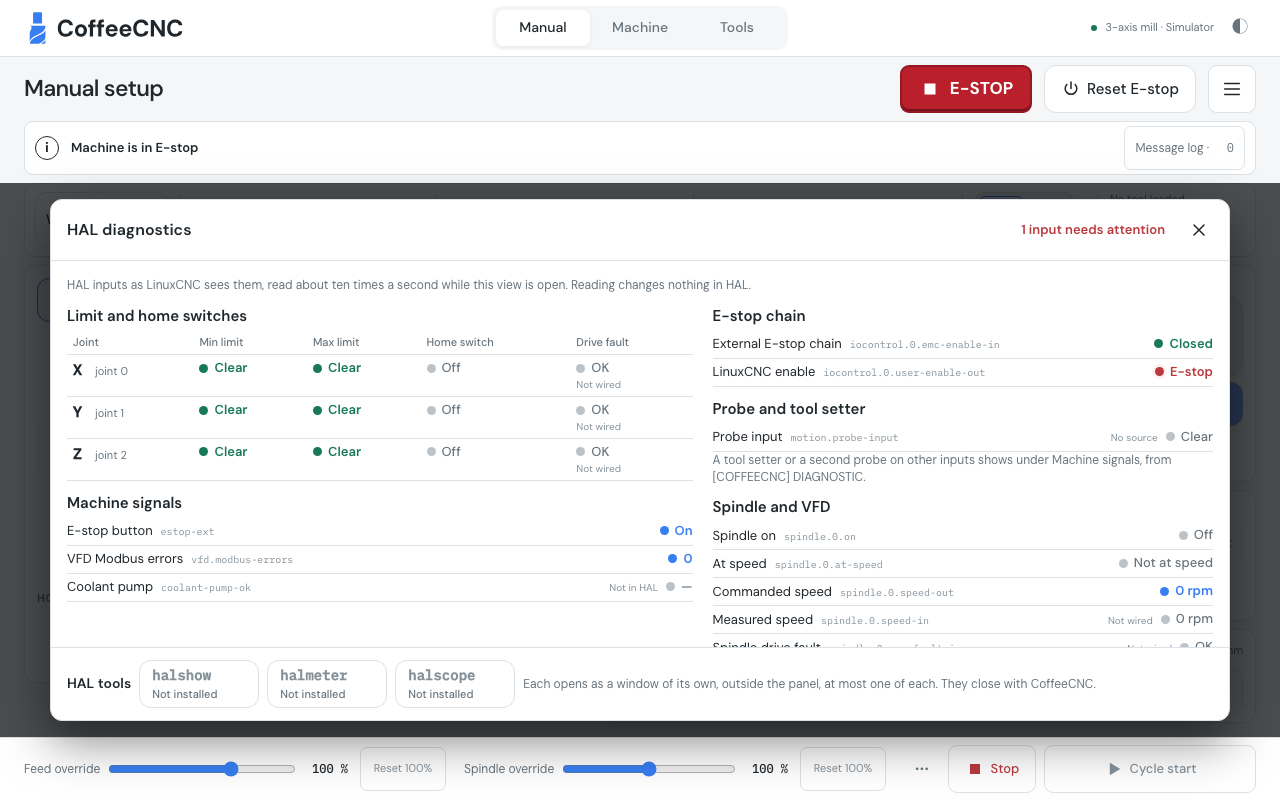 CoffeeCNC
Manual
Machine
Tools
3-axis mill · Simulator
Manual setup
E-STOP
Reset E-stop
Machine is in E-stop
Message log · 0
HAL diagnostics
1 input needs attention
HAL inputs as LinuxCNC sees them, read about ten times a second while this view is open. Reading changes nothing in HAL.
Limit and home switches
Joint Min limit Max limit Home switch Drive fault
X joint 0 Clear Clear Off OK
Not wired
Y joint 1 Clear Clear Off OK
Not wired
Z joint 2 Clear Clear Off OK
Not wired
Machine signals
E-stop button estop-ext On
VFD Modbus errors vfd.modbus-errors 0
Coolant pump coolant-pump-ok Not in HAL —
E-stop chain
External E-stop chain iocontrol.0.emc-enable-in Closed
LinuxCNC enable iocontrol.0.user-enable-out E-stop
Probe and tool setter
Probe input motion.probe-input No source Clear
A tool setter or a second probe on other inputs shows under Machine signals, from
[COFFEECNC] DIAGNOSTIC.
Spindle and VFD
Spindle on spindle.0.on Off
At speed spindle.0.at-speed Not at speed
Commanded speed spindle.0.speed-out 0 rpm
Measured speed spindle.0.speed-in Not wired 0 rpm
HAL tools
halshow
Not installed
halmeter
Not installed
halscope
Not installed
Each opens as a window of its own, outside the panel, at most one of each. They close with CoffeeCNC.
Feed override 100 % Reset 100%
Spindle override 100 % Reset 100%
Stop
Cycle start